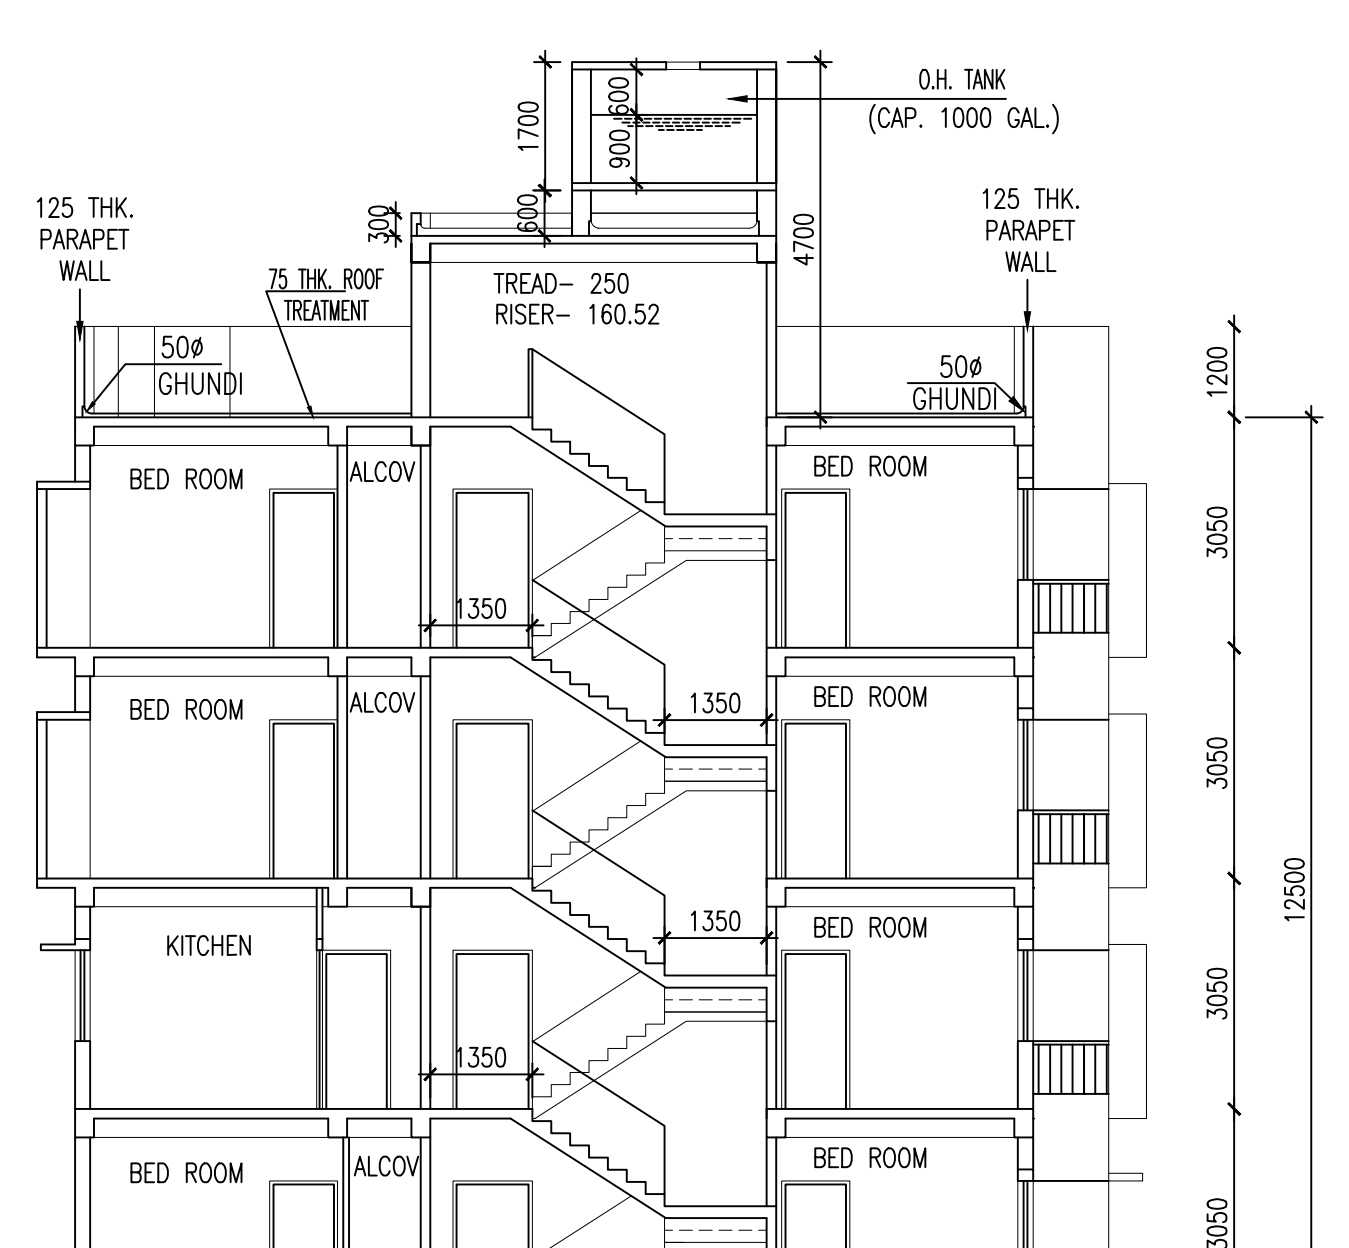 O.H. TANK
(CAP. 1000 GAL.)
600
1700
900
125 THK.
PARAPET
WALL
125 THK.
PARAPET
WALL
300
600
4700
75 THK. ROOF
TREATMENT
TREAD- 250
RISER- 160.52
50ø
GHUNDI
50ø
GHUNDI
1200
BED ROOM
ALCOV
BED ROOM
3050
1350
BED ROOM
ALCOV
1350
BED ROOM
3050
12500
KITCHEN
1350
BED ROOM
3050
1350
BED ROOM
ALCOV
BED ROOM
3050